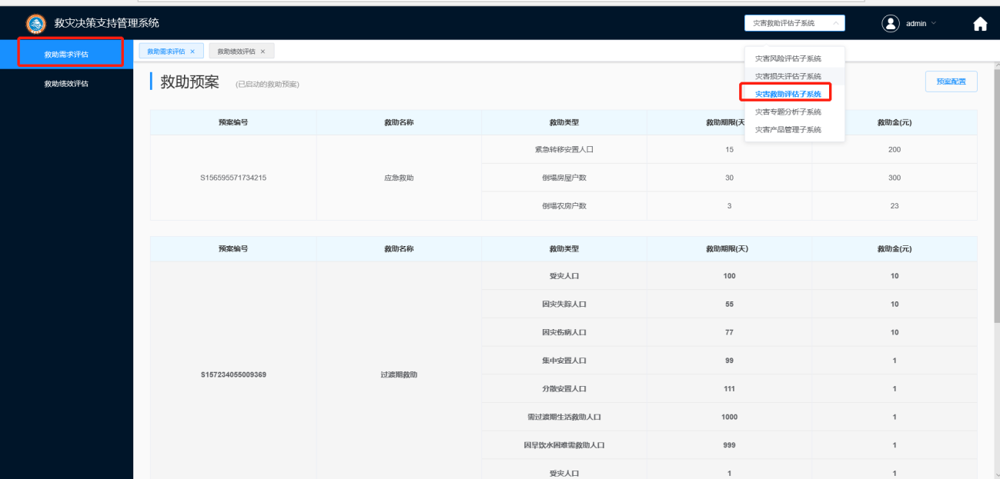 救灾决策支持管理系统
灾害救助评估子系统
admin
救助需求评估
救助绩效评估
救助需求评估 ×
救助绩效评估 ×
灾害风险评估子系统
灾害损失评估子系统
灾害救助评估子系统
灾害专题分析子系统
灾害产品管理子系统
救助预案 (已启动的救助预案)
预案配置
预案编号 救助名称 救助类型 救助期限(天 救助金(元)
紧急转移安置人口 15 200
S156595571734215 应急救助 倒塌房屋户数 30 300
倒塌农房户数 3 23
预案编号 救助名称 救助类型 救助期限(天) 救助金(元)
受灾人口 100 10
因灾失踪人口 55 10
因灾伤病人口 77 10
集中安置人口 99 1
S157234055009369 过渡期救助
分散安置人口 111 1
需过渡期生活救助人口 1000 1
因旱饮水困难需救助人口 999 1
受灾人口 1 1